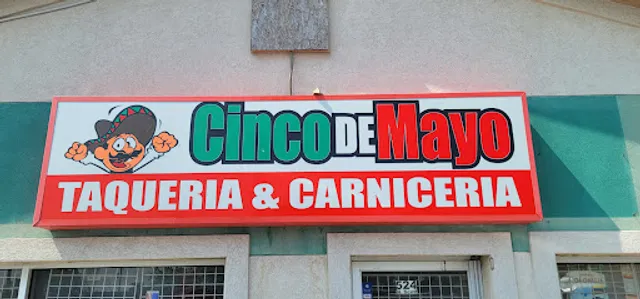 Cinco DE Mayo
TAQUERIA & CARNICERIA
524